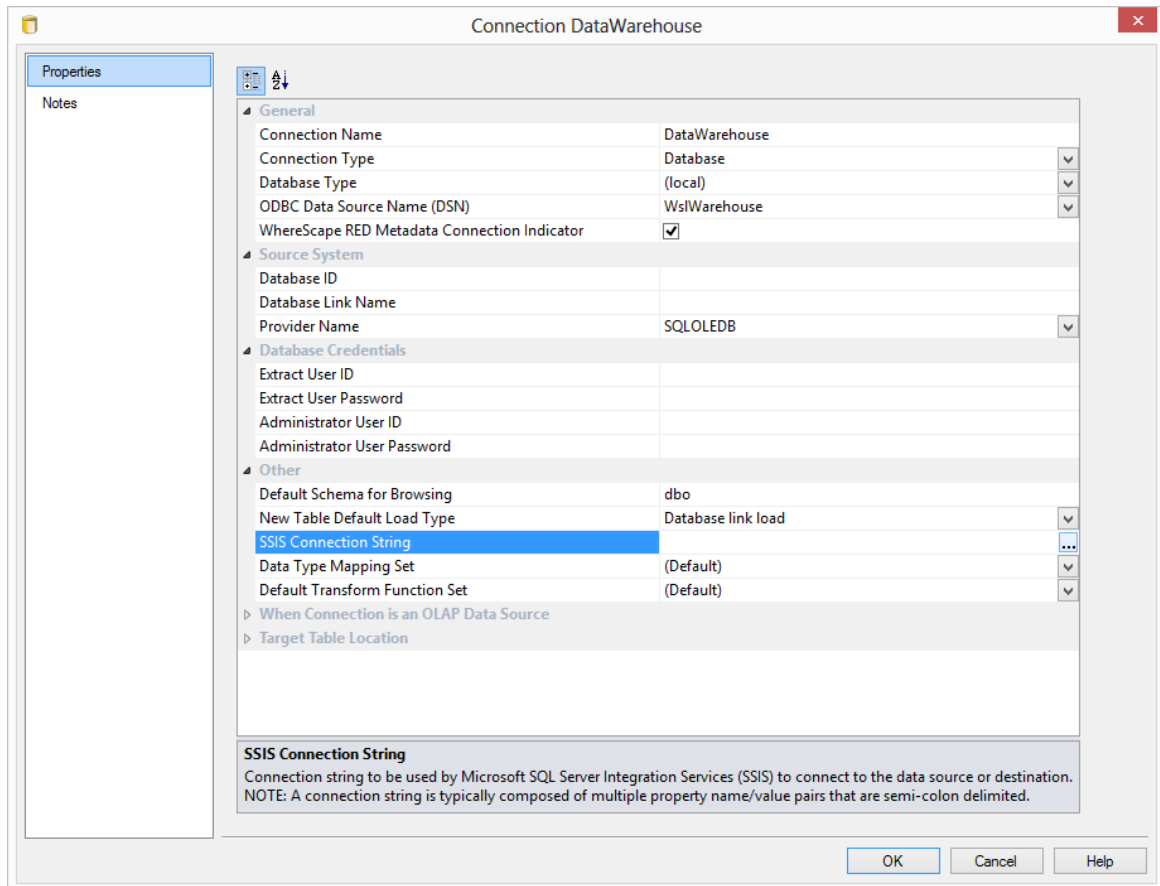 Connection DataWarehouse
Properties
Notes
General
Connection Name DataWarehouse
Connection Type Database
Database Type (local)
ODBC Data Source Name (DSN) WslWarehouse
WhereScape RED Metadata Connection Indicator
Source System
Database ID
Database Link Name
Provider Name SQLOLEDB
Database Credentials
Extract User ID
Extract User Password
Administrator User ID
Administrator User Password
Other
Default Schema for Browsing dbo
New Table Default Load Type Database link load
SSIS Connection String ...
Data Type Mapping Set (Default)
Default Transform Function Set (Default)
When Connection is an OLAP Data Source
Target Table Location
SSIS Connection String
Connection string to be used by Microsoft SQL Server Integration Services (SSIS) to connect to the data source or destination.
NOTE: A connection string is typically composed of multiple property name/value pairs that are semi-colon delimited.
OK Cancel Help